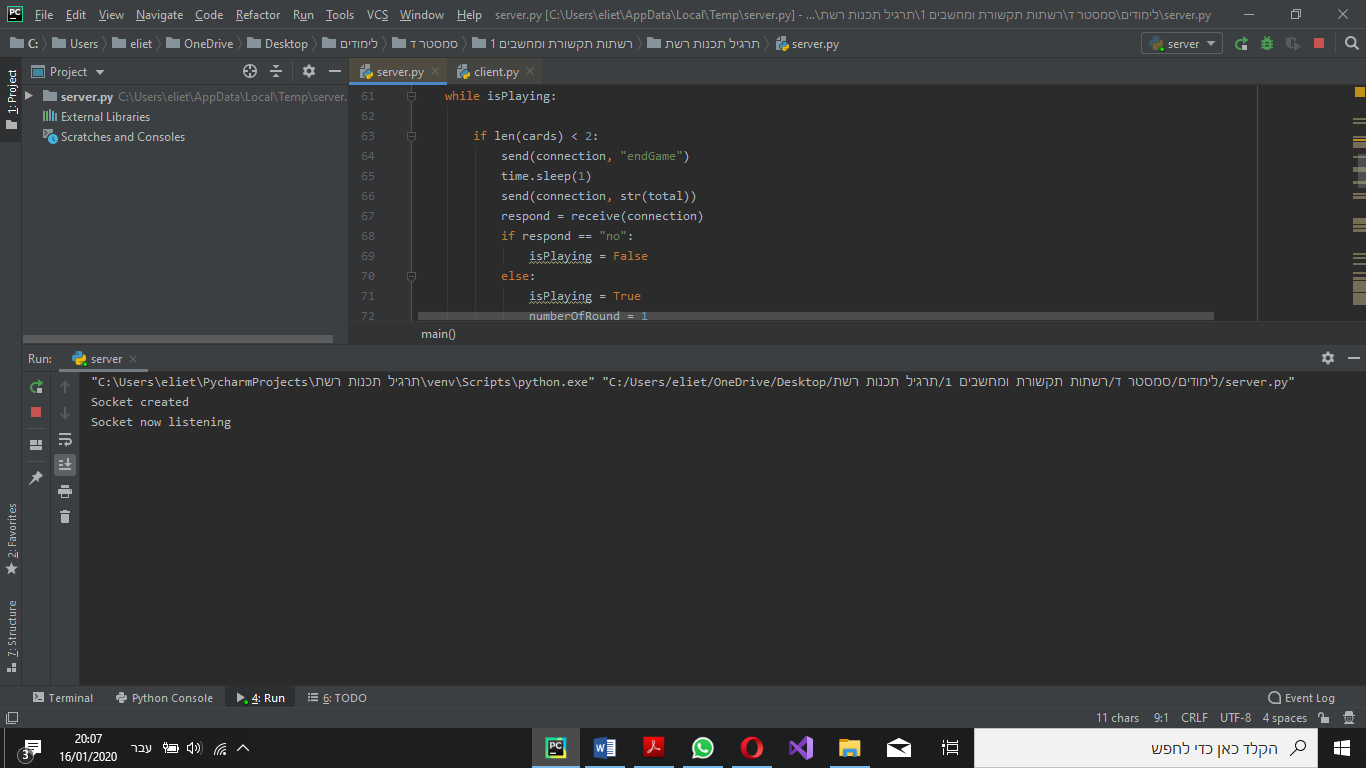 PC File Edit View Navigate Code Refactor Run Tools VCS Window Help server.py [C:\Users\eliet\AppData\Local\Temp\server.py] - ...\לימודים\סמסטר ד\רשתות תקשורת ומחשבים 1\תרגיל תכנות רשת\server.py
C: Users eliet OneDrive Desktop לימודים סמסטר ד רשתות תקשורת ומחשבים 1 תרגיל תכנות רשת server.py server
1: Project
Project
server.py C:\Users\eliet\AppData\Local\Temp\server.
External Libraries
Scratches and Consoles
server.py client.py
61 while isPlaying:
62
63 if len(cards) < 2:
64 send(connection, "endGame")
65 time.sleep(1)
66 send(connection, str(total))
67 respond = receive(connection)
68 if respond == "no":
69 isPlaying = False
70 else:
71 isPlaying = True
72 numberOfRound = 1
main()
Run: server
"C:\Users\eliet\PycharmProjects\תרגיל תכנות רשת\venv\Scripts\python.exe" "C:/Users/eliet/OneDrive/Desktop/לימודים/סמסטר ד/רשתות תקשורת ומחשבים 1/תרגיל תכנות רשת/server.py"
Socket created
Socket now listening
2: Favorites
7: Structure
Terminal Python Console 4: Run 6: TODO Event Log
11 chars 9:1 CRLF UTF-8 4 spaces
3 20:07 עבר PC הקלד כאן כדי לחפש
16/01/2020